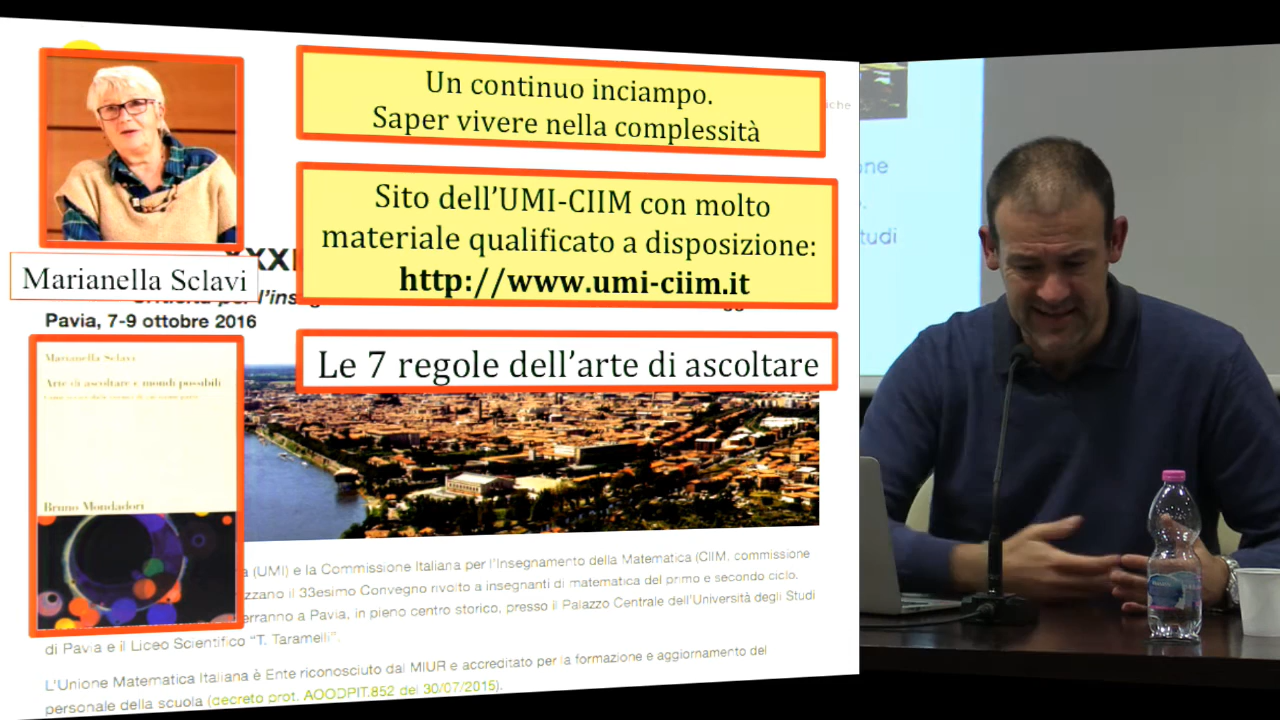 Un continuo inciampo.
Saper vivere nella complessità
che
Sito dell'UMI-CIIM con molto
materiale qualificato a disposizione:
http://www.umi-ciim.it
XXXI
Marianella Sclavi
Pavia, 7-9 ottobre 2016
Le 7 regole dell'arte di ascoltare
Marianella Sclavi
Arte di ascoltare e mondi possibili
Bruno Mondadori
a (UMI) e la Commissione Italiana per l'Insegnamento della Matematica (CIIM, commissione
zzano il 33esimo Convegno rivolto a insegnanti di matematica del primo e secondo ciclo.
erranno a Pavia, in pieno centro storico, presso il Palazzo Centrale dell'Università degli Studi
di Pavia e il Liceo Scientifico "T. Taramelli".
L'Unione Matematica Italiana è Ente riconosciuto dal MIUR e accreditato per la formazione e aggiornamento del
personale della scuola (decreto prot. AOODPIT.852 del 30/07/2015).
one
tudi